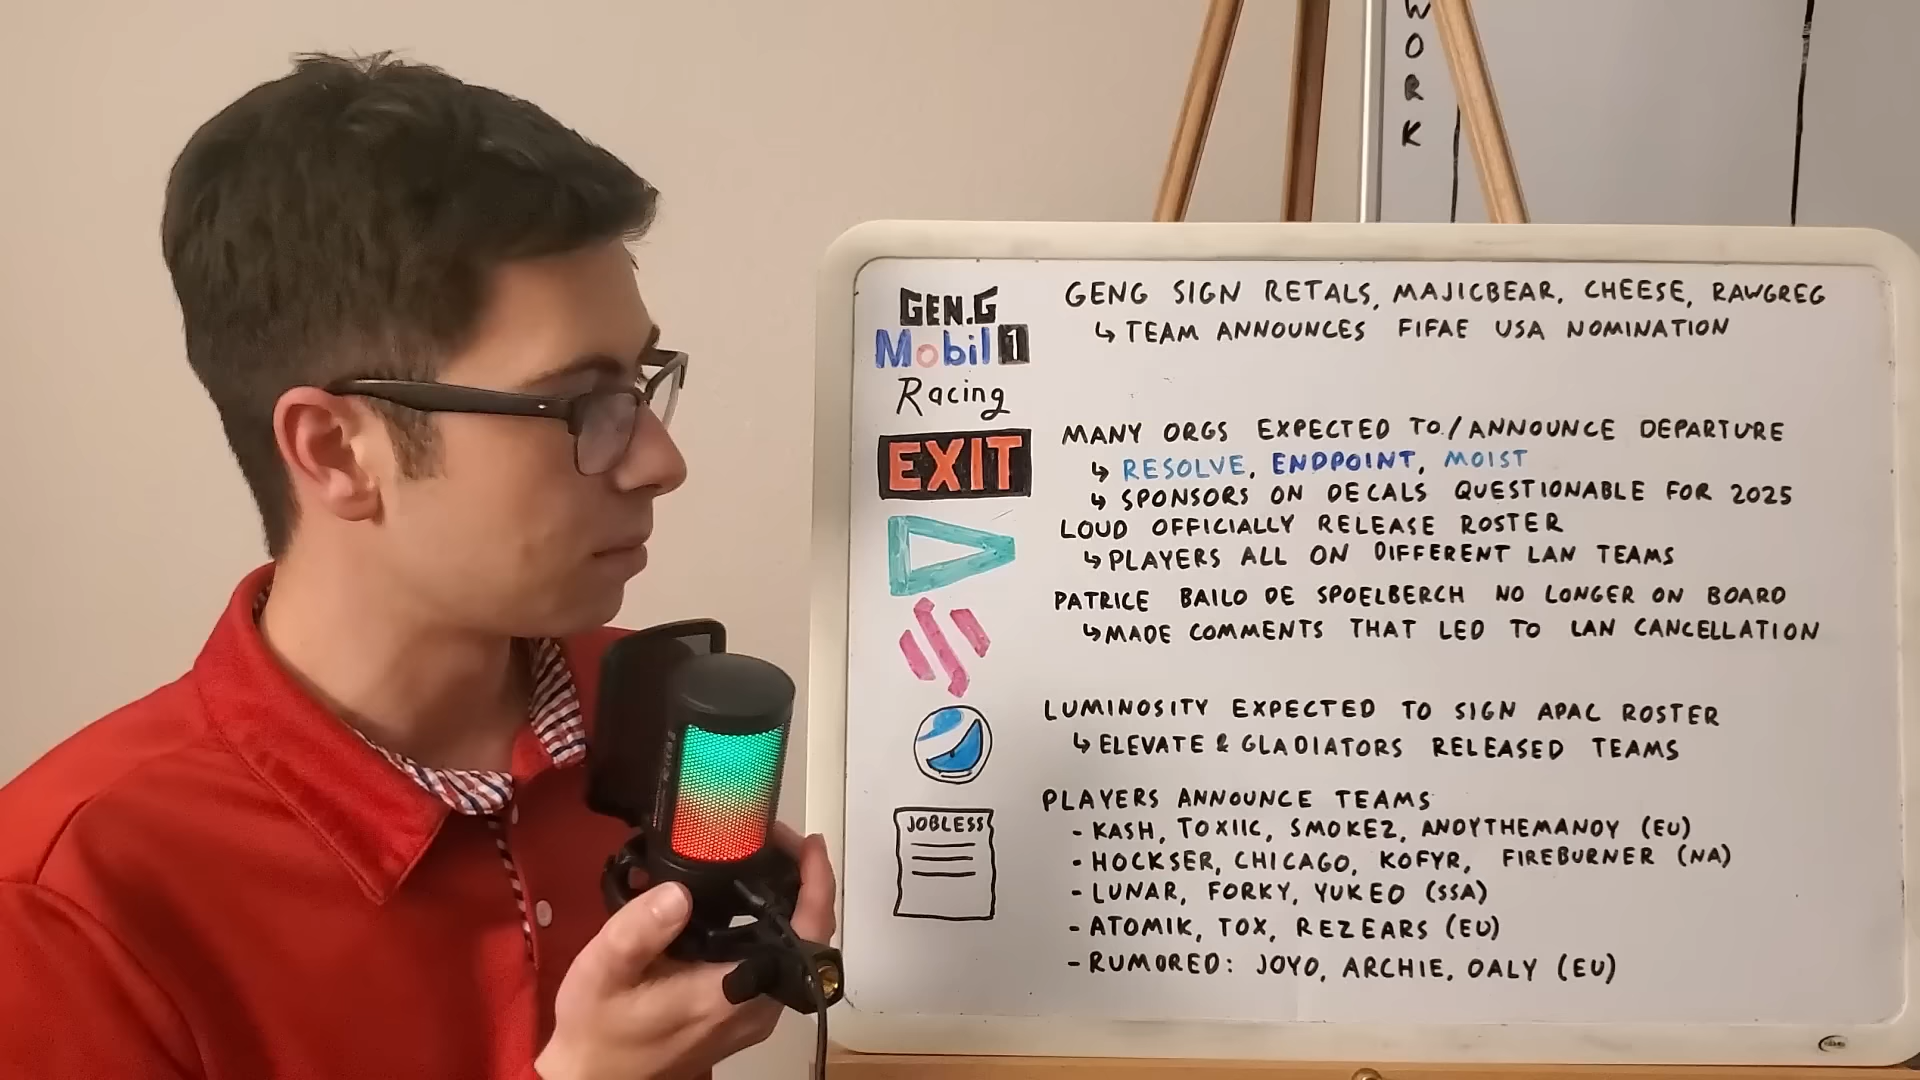 WORK
GEN.G
Mobil 1
Racing
GENG SIGN RETALS, MAJICBEAR, CHEESE, RAWGREG
↳ TEAM ANNOUNCES FIFAE USA NOMINATION
EXIT
MANY ORGS EXPECTED TO/ANNOUNCE DEPARTURE
↳ RESOLVE, ENDPOINT, MOIST
↳ SPONSORS ON DECALS QUESTIONABLE FOR 2025
LOUD OFFICIALLY RELEASE ROSTER
↳ PLAYERS ALL ON DIFFERENT LAN TEAMS
PATRICE BAILO DE SPOELBERCH NO LONGER ON BOARD
↳ MADE COMMENTS THAT LED TO LAN CANCELLATION
LUMINOSITY EXPECTED TO SIGN APAC ROSTER
↳ ELEVATE & GLADIATORS RELEASED TEAMS
JOBLESS
PLAYERS ANNOUNCE TEAMS
- KASH, TOXIIC, SMOKEZ, ANDYTHEMANDY (EU)
- HOCKSER, CHICAGO, KOFYR, FIREBURNER (NA)
- LUNAR, FORKY, YUKEO (SSA)
- ATOMIK, TOX, REZEARS (EU)
- RUMORED: JOYO, ARCHIE, OALY (EU)